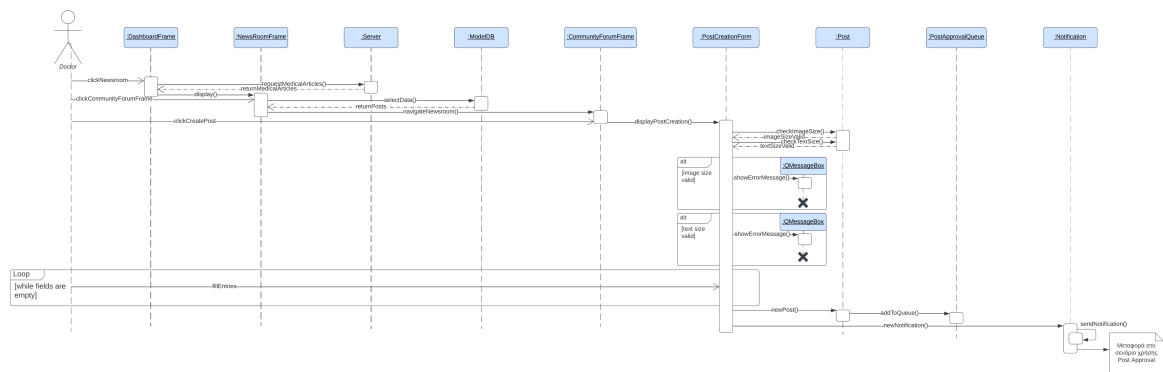 :DashboardFrame
:NewsRoomFrame
:Server
:ModelDB
:CommunityForumFrame
:PostCreationForm
:Post
:PostApprovalQueue
:Notification
Doctor
clickNewsroom
requestMedicalArticles()
returnMedicalArticles
display()
clickCommunityForumFrame
selectData()
returnPosts
navigateNewsroom()
clickCreatePost
displayPostCreation()
checkImageSize()
imageSizeValid
checkTextSize()
textSizeValid
alt
[image size
valid]
:QMessageBox
showErrorMessage()
alt
[text size
valid]
:QMessageBox
showErrorMessage()
Loop
[while fields are
empty]
fillEntries
newPost()
addToQueue()
newNotification()
sendNotification()
Μεταφορά στο
σενάριο χρήσης
Post Approval